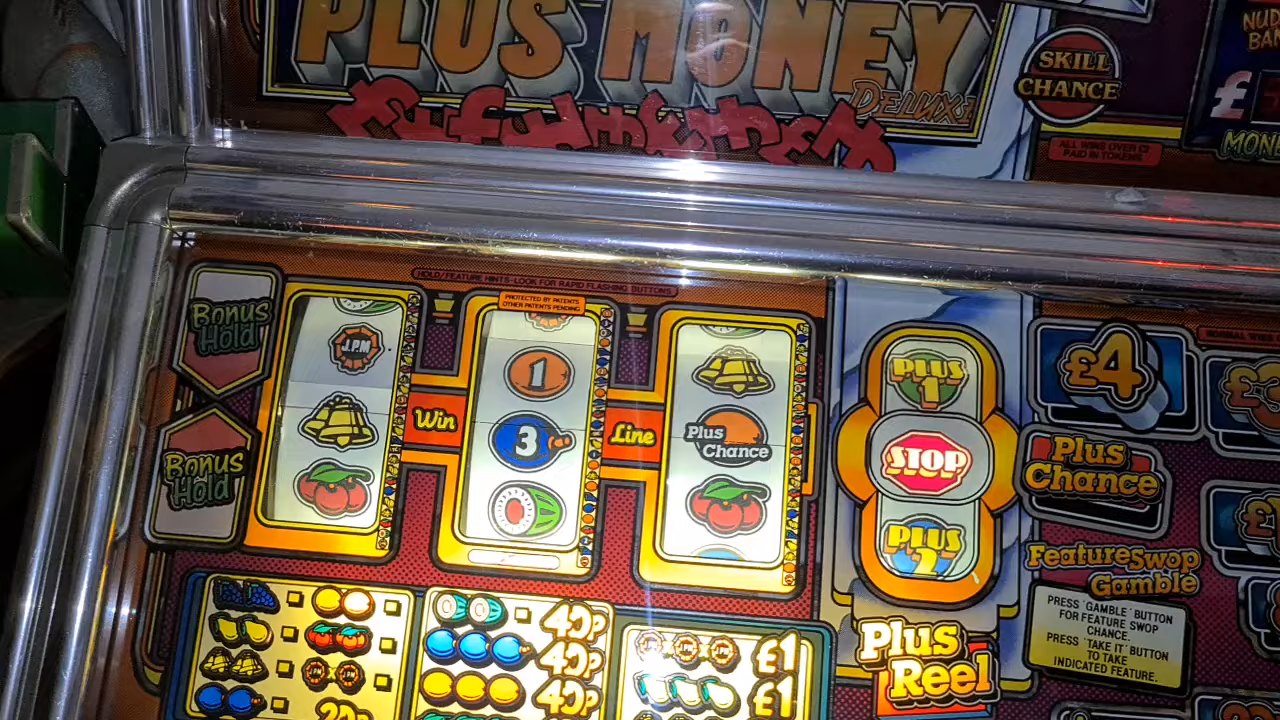 PLUS MONEY
DELUXE
SKILL
CHANCE
ALL WINS OVER £2
PAID IN TOKENS
£
HOLD/FEATURE HINTS-LOOK FOR RAPID FLASHING BUTTONS
PROTECTED BY PATENTS
OTHER PATENTS PENDING
Bonus
Hold
Bonus
Hold
J.P.M
1
3
Win
Line
Plus
Chance
PLUS
1
STOP
PLUS
2
£4
Plus
Chance
FeatureSwop
Gamble
PRESS 'GAMBLE' BUTTON
FOR FEATURE SWOP
CHANCE.
PRESS 'TAKE IT' BUTTON
TO TAKE
INDICATED FEATURE.
Plus
Reel
40P
40P
40P
20P
£1
£1